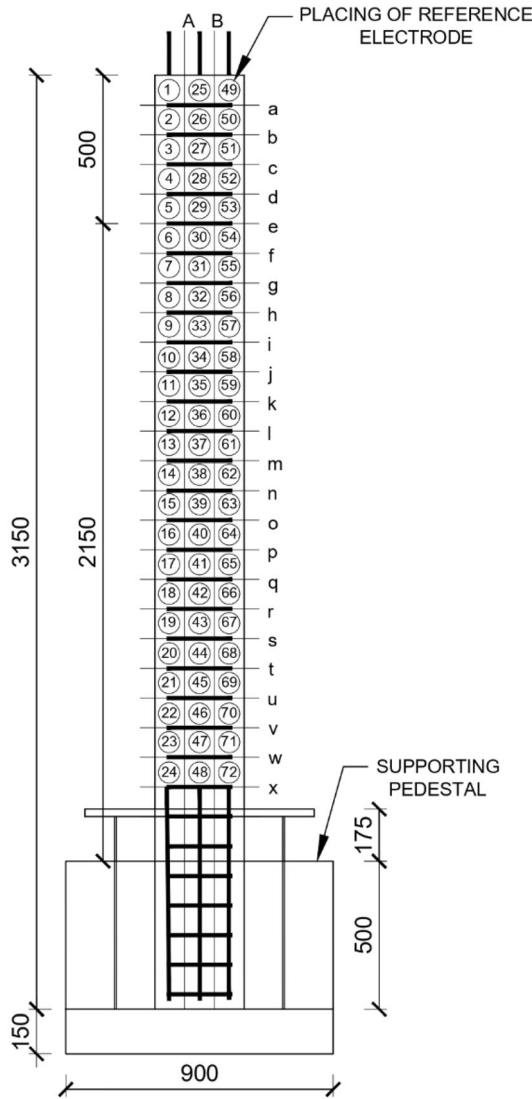 A B
PLACING OF REFERENCE
ELECTRODE
1 25 49
a
2 26 50
b
3 27 51
c
4 28 52
d
5 29 53
e
6 30 54
f
7 31 55
g
8 32 56
h
9 33 57
i
10 34 58
j
11 35 59
k
12 36 60
l
13 37 61
m
14 38 62
n
15 39 63
o
16 40 64
p
17 41 65
q
18 42 66
r
19 43 67
s
20 44 68
t
21 45 69
u
22 46 70
v
23 47 71
w
24 48 72
x
500
3150
2150
SUPPORTING
PEDESTAL
175
500
150
900